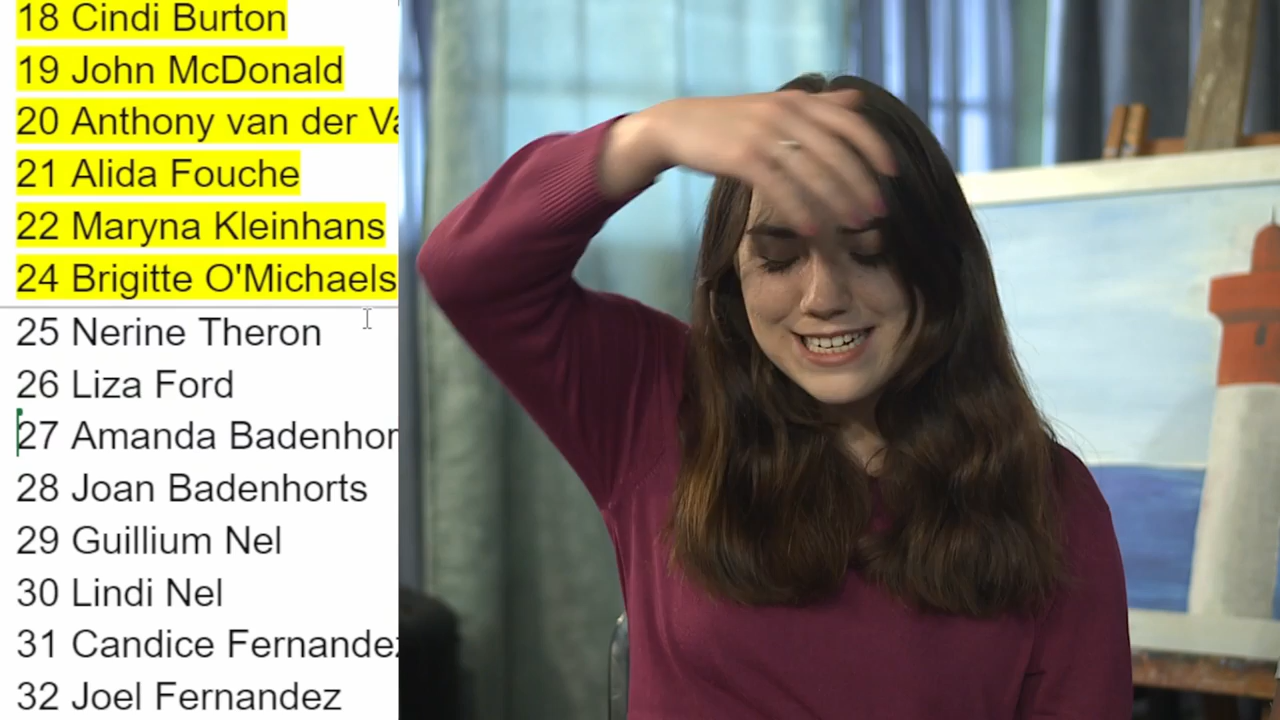 18 Cindi Burton
19 John McDonald
20 Anthony van der
21 Alida Fouche
22 Maryna Kleinhans
24 Brigitte O'Michaels
25 Nerine Theron
26 Liza Ford
27 Amanda
28 Joan Badenhorts
29 Guillium Nel
30 Lindi Nel
31 Candice
32 Joel Fernandez